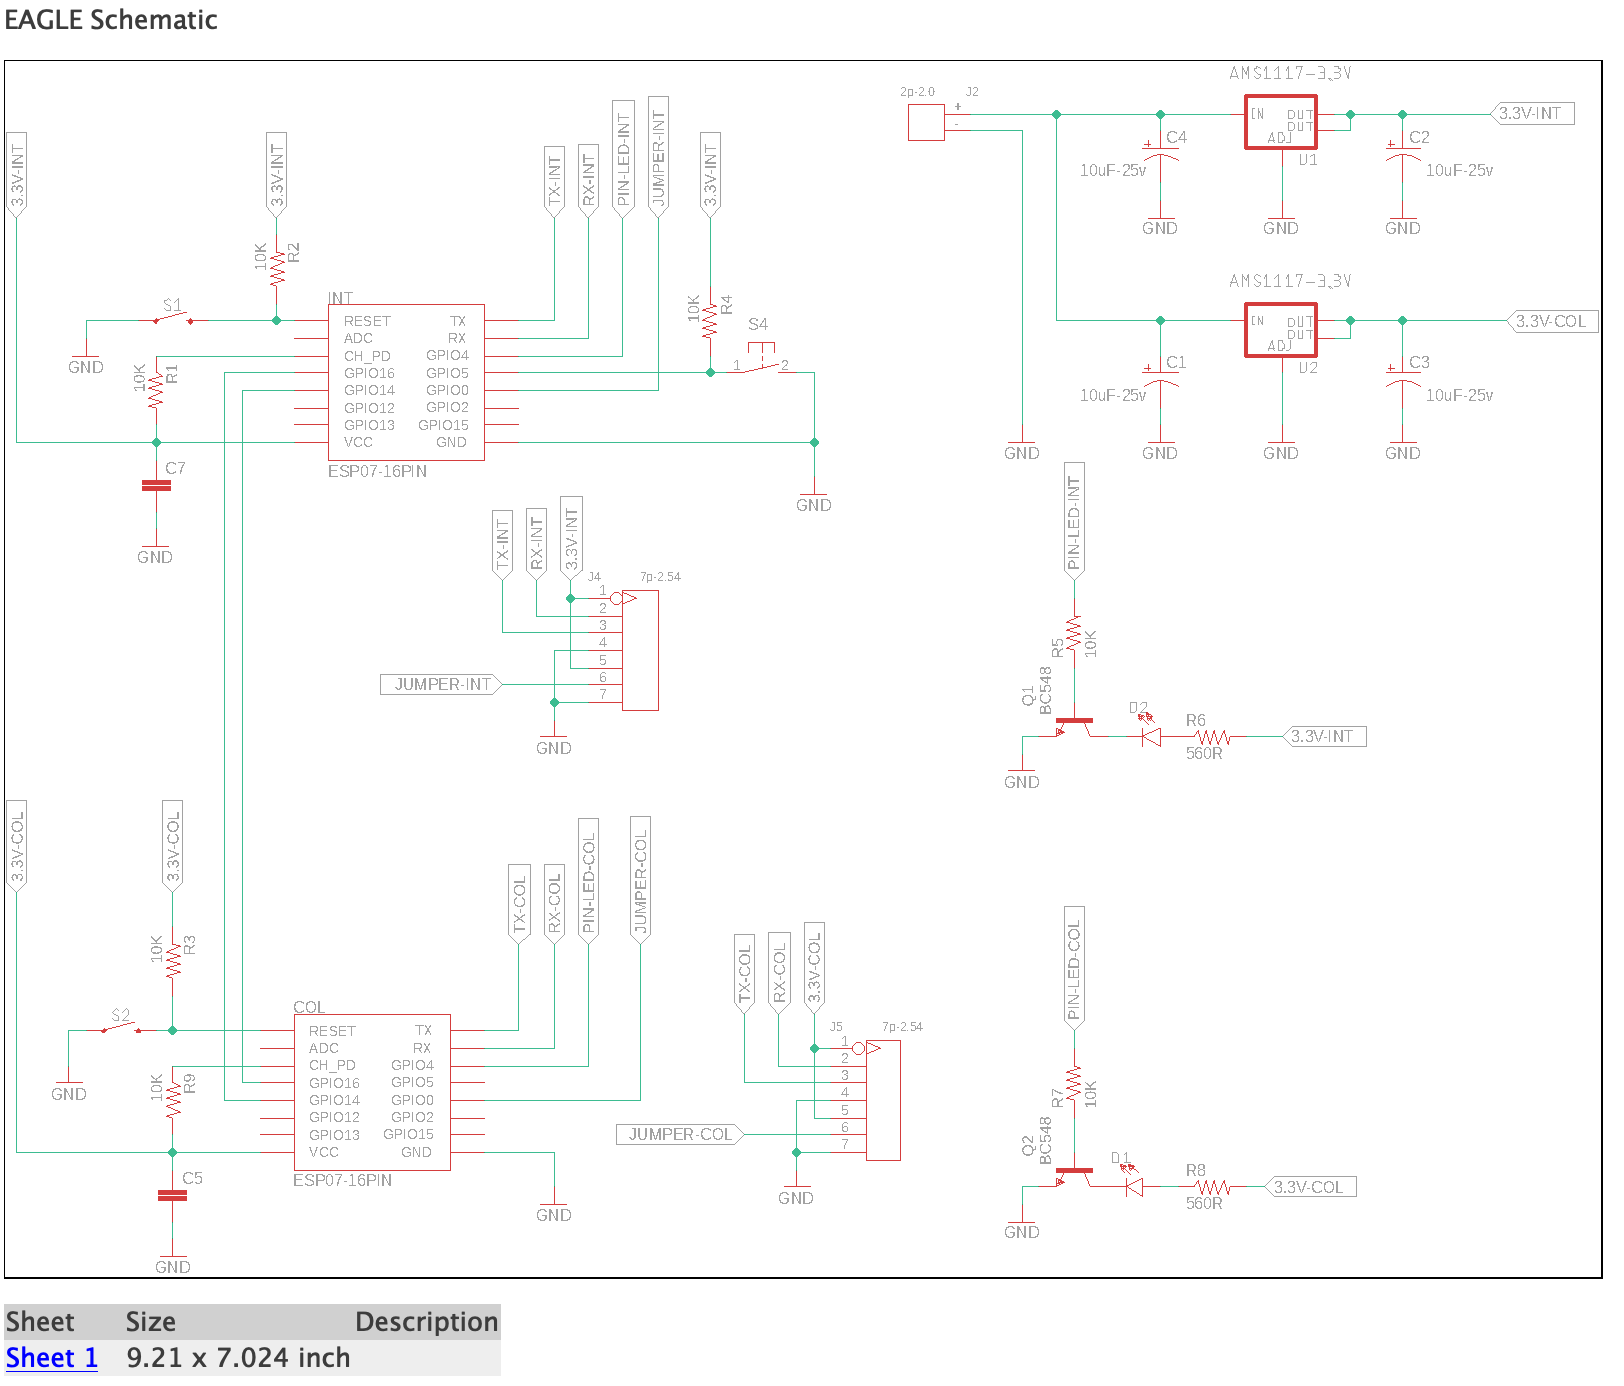 EAGLE Schematic
AMS1117-3.3V
2p-2.0 J2
+
-
IN OUT
OUT
ADJ
U1
3.3V-INT
C4
10uF-25v
C2
10uF-25v
GND GND GND
3.3V-INT
3.3V-INT
TX-INT
RX-INT
PIN-LED-INT
JUMPER-INT
3.3V-INT
10K R2
10K R4
S1
S4
1 2
GND
10K R1
INT
RESET TX
ADC RX
CH_PD GPIO4
GPIO16 GPIO5
GPIO14 GPIO0
GPIO12 GPIO2
GPIO13 GPIO15
VCC GND
ESP07-16PIN
C7
GND
GND
AMS1117-3.3V
IN OUT
OUT
ADJ
U2
3.3V-COL
C1
10uF-25v
C3
10uF-25v
GND GND GND GND
TX-INT
RX-INT
3.3V-INT
J4 7p-2.54
1
2
3
4
5
6
7
JUMPER-INT
GND
PIN-LED-INT
R5 10K
Q1
BC548
D2
R6
560R
3.3V-INT
GND
3.3V-COL
3.3V-COL
TX-COL
RX-COL
PIN-LED-COL
JUMPER-COL
10K R3
S2
GND
10K R9
COL
RESET TX
ADC RX
CH_PD GPIO4
GPIO16 GPIO5
GPIO14 GPIO0
GPIO12 GPIO2
GPIO13 GPIO15
VCC GND
ESP07-16PIN
C5
GND
GND
TX-COL
RX-COL
3.3V-COL
J5 7p-2.54
1
2
3
4
5
6
7
JUMPER-COL
GND
PIN-LED-COL
R7 10K
Q2
BC548
D1
R8
560R
3.3V-COL
GND
Sheet Size Description
Sheet 1 9.21 x 7.024 inch